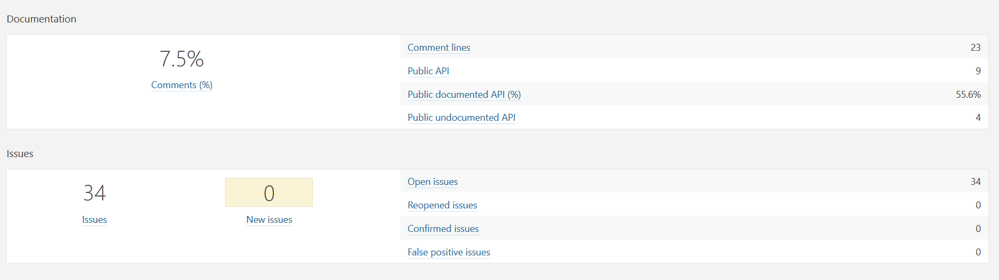 Documentation
7.5%
Comments (%)
Comment lines 23
Public API 9
Public documented API (%) 55.6%
Public undocumented API 4
Issues
34
Issues
0
New issues
Open issues 34
Reopened issues 0
Confirmed issues 0
False positive issues 0